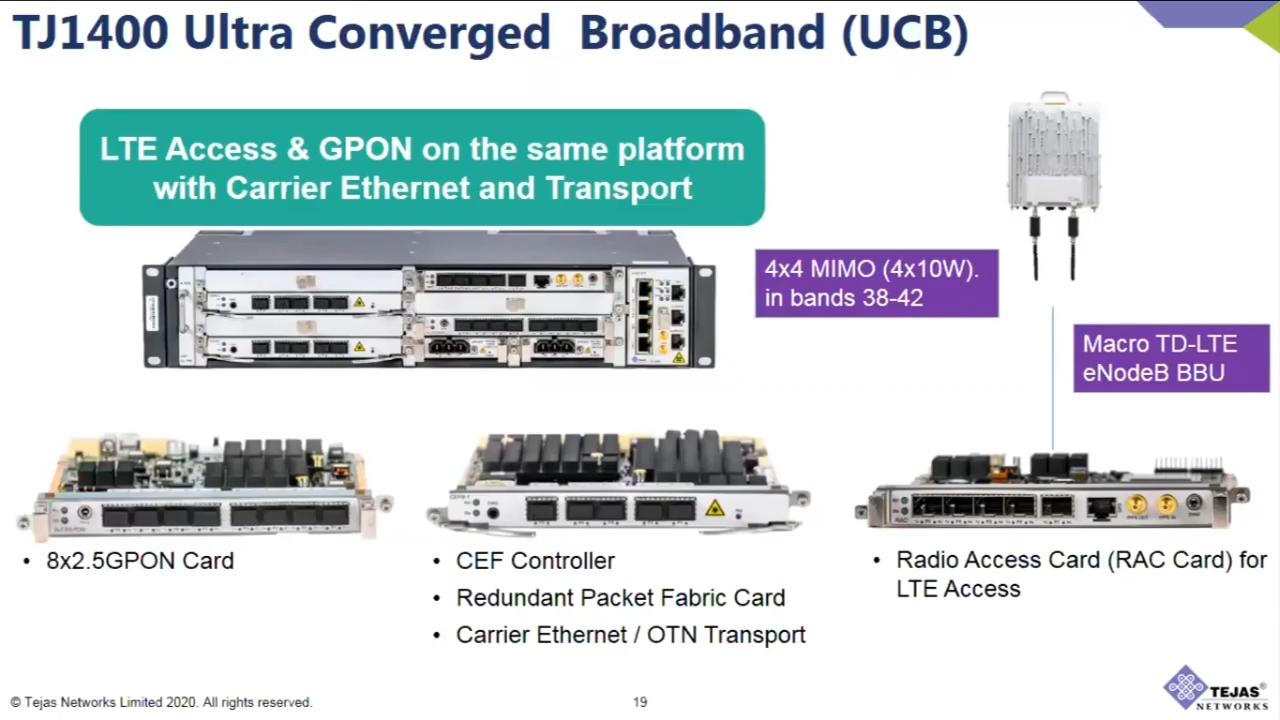 TJ1400 Ultra Converged Broadband (UCB)
LTE Access & GPON on the same platform
with Carrier Ethernet and Transport
4x4 MIMO (4x10W).
in bands 38-42
Macro TD-LTE
eNodeB BBU
RAC
• 8x2.5GPON Card
• CEF Controller
• Redundant Packet Fabric Card
• Carrier Ethernet / OTN Transport
• Radio Access Card (RAC Card) for
LTE Access
© Tejas Networks Limited 2020. All rights reserved.
19
TEJAS®
NETWORKS